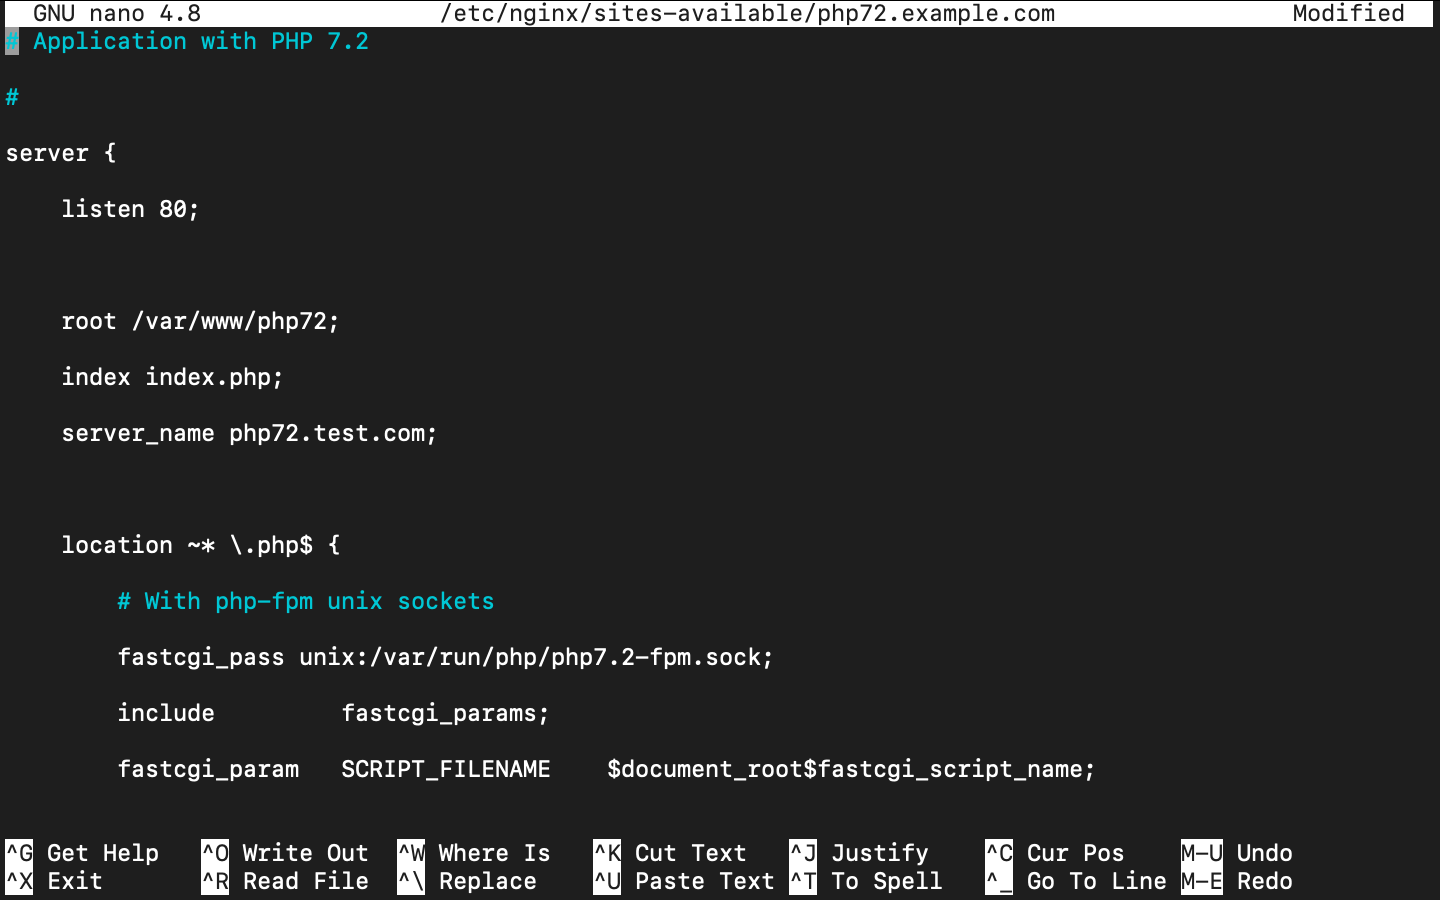 GNU nano 4.8 /etc/nginx/sites-available/php72.example.com Modified
# Application with PHP 7.2
#
server {
listen 80;
root /var/www/php72;
index index.php;
server_name php72.test.com;
location ~* \.php$ {
# With php-fpm unix sockets
fastcgi_pass unix:/var/run/php/php7.2-fpm.sock;
include fastcgi_params;
fastcgi_param SCRIPT_FILENAME $document_root$fastcgi_script_name;
^G Get Help ^O Write Out ^W Where Is ^K Cut Text ^J Justify ^C Cur Pos M-U Undo
^X Exit ^R Read File ^\ Replace ^U Paste Text ^T To Spell ^_ Go To Line M-E Redo